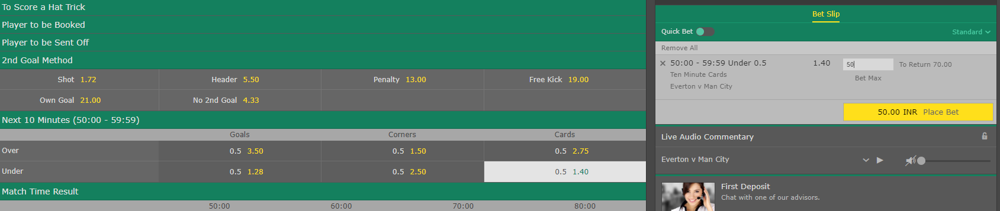 To Score a Hat Trick
Player to be Booked
Player to be Sent Off
2nd Goal Method
Shot 1.72 Header 5.50 Penalty 13.00 Free Kick 19.00
Own Goal 21.00 No 2nd Goal 4.33
Next 10 Minutes (50:00 - 59:59)
Goals Corners Cards
Over 0.5 3.50 0.5 1.50 0.5 2.75
Under 0.5 1.28 0.5 2.50 0.5 1.40
Match Time Result
50:00 60:00 70:00 80:00
Bet Slip
Quick Bet Standard
Remove All
50:00 - 59:59 Under 0.5 1.40 50 To Return 70.00
Ten Minute Cards Bet Max
Everton v Man City
50.00 INR Place Bet
Live Audio Commentary
Everton v Man City
First Deposit
Chat with one of our advisors.